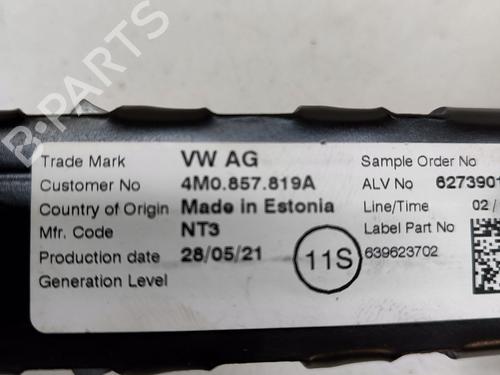 B-PARTS
Trade Mark VW AG
Customer No 4M0.857.819A
Country of Origin Made in Estonia
Mfr. Code NT3
Production date 28/05/21
Generation Level
11S
Sample Order No
ALV No 6273901
Line/Time 02/
Label Part No
639623702